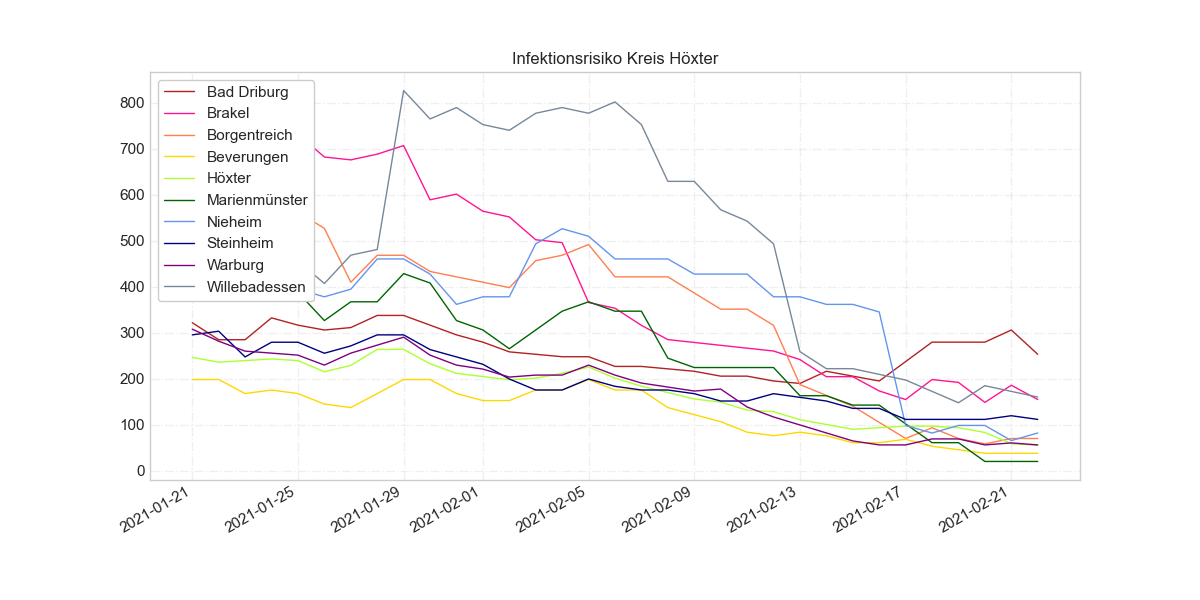 Infektionsrisiko Kreis Höxter
Bad Driburg
Brakel
Borgentreich
Beverungen
Höxter
Marienmünster
Nieheim
Steinheim
Warburg
Willebadessen
800
700
600
500
400
300
200
100
0
2021-01-21
2021-01-25
2021-01-29
2021-02-01
2021-02-05
2021-02-09
2021-02-13
2021-02-17
2021-02-21